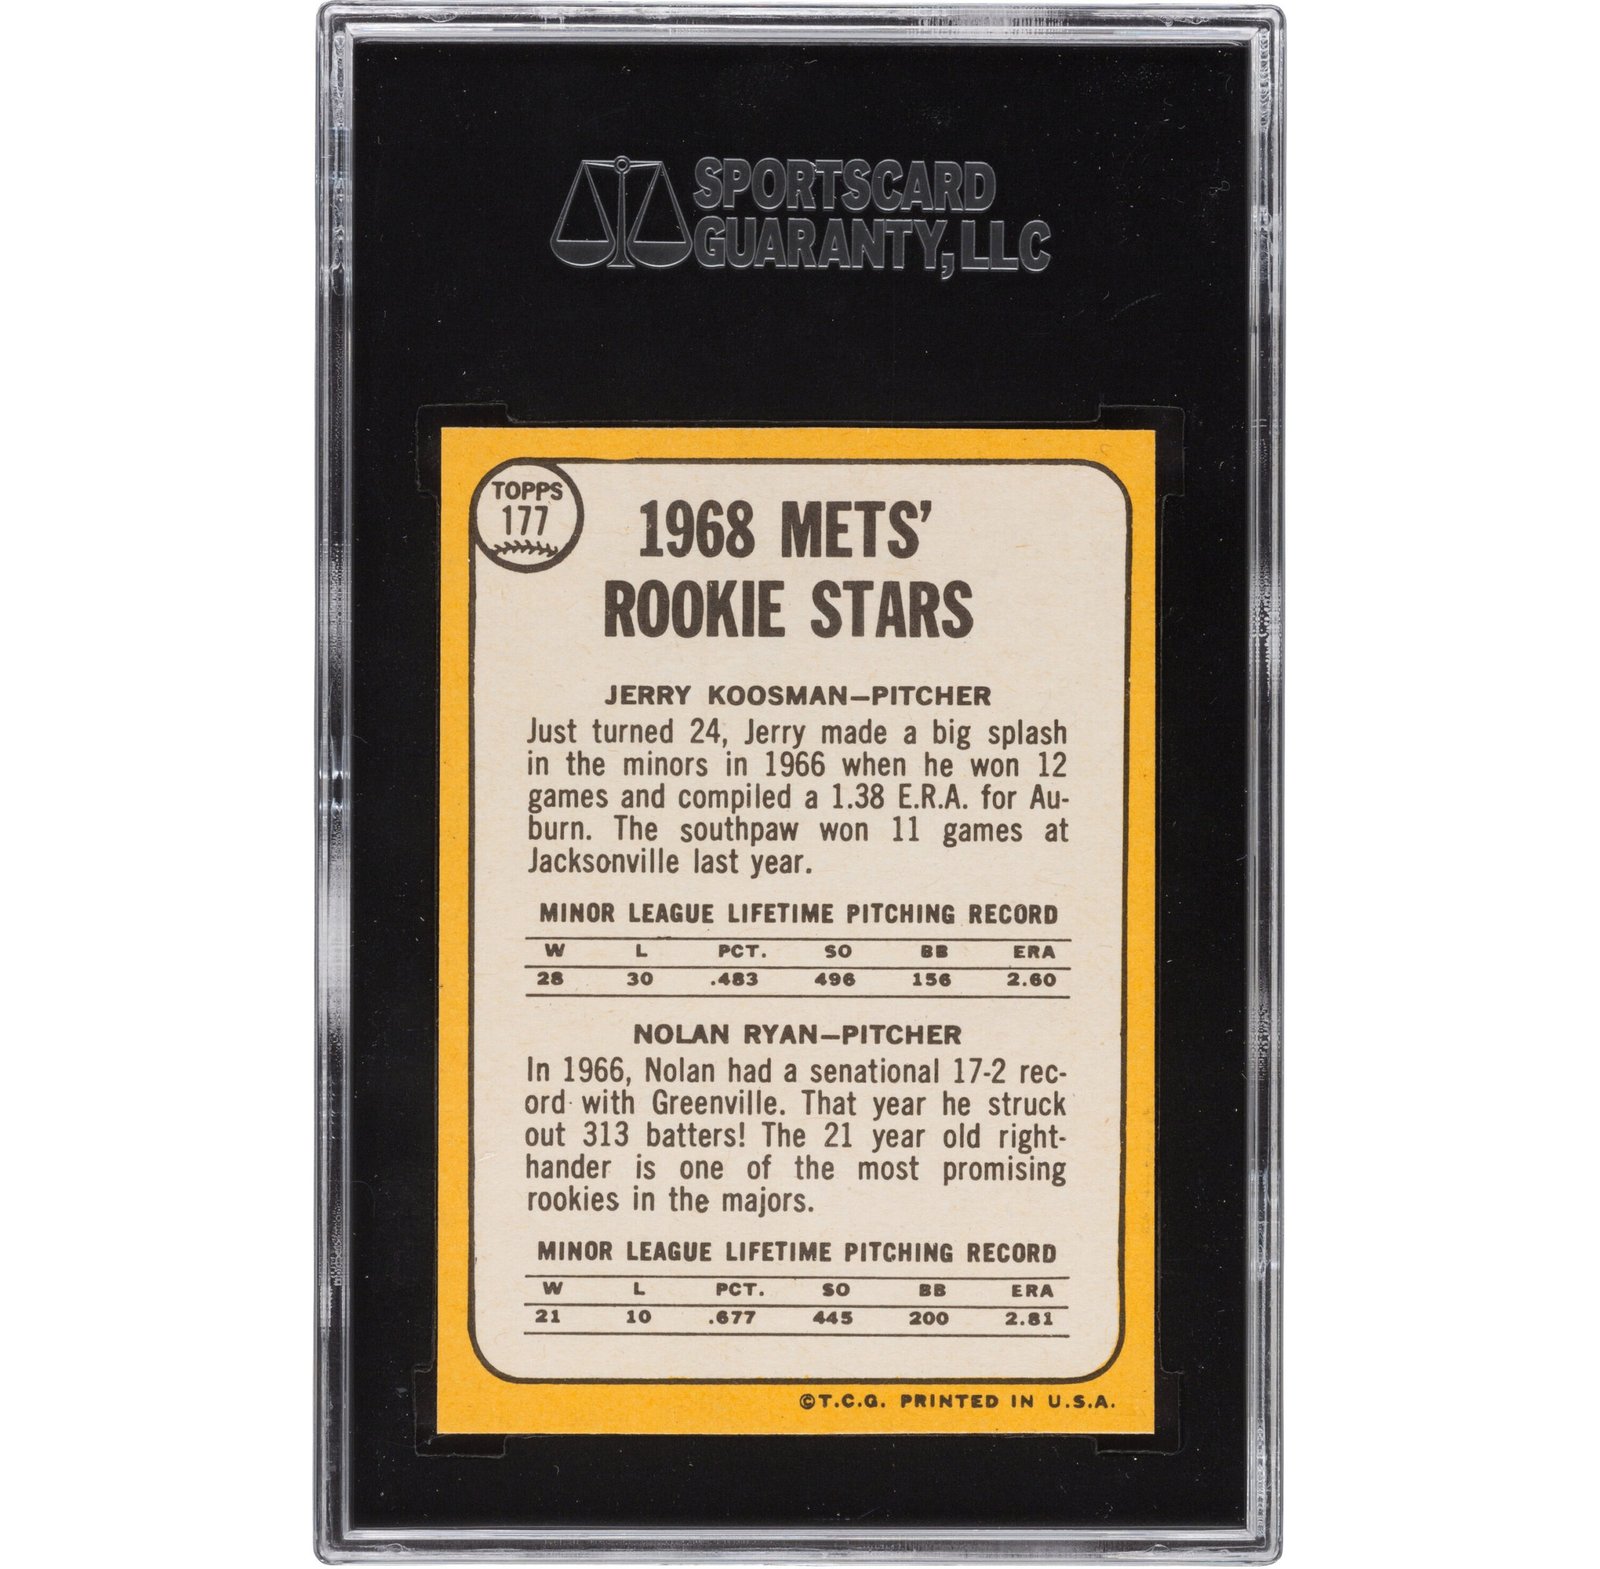 SPORTSCARD
GUARANTY, LLC
TOPPS
177
1968 METS'
ROOKIE STARS
JERRY KOOSMAN—PITCHER
Just turned 24, Jerry made a big splash
in the minors in 1966 when he won 12
games and compiled a 1.38 E.R.A. for Au-
burn. The southpaw won 11 games at
Jacksonville last year.
MINOR LEAGUE LIFETIME PITCHING RECORD
W L PCT. SO BB ERA
28 30 .483 496 156 2.60
NOLAN RYAN—PITCHER
In 1966, Nolan had a senational 17-2 rec-
ord with Greenville. That year he struck
out 313 batters! The 21 year old right-
hander is one of the most promising
rookies in the majors.
MINOR LEAGUE LIFETIME PITCHING RECORD
W L PCT. SO BB ERA
21 10 .677 445 200 2.81
©T.C.G. PRINTED IN U.S.A.